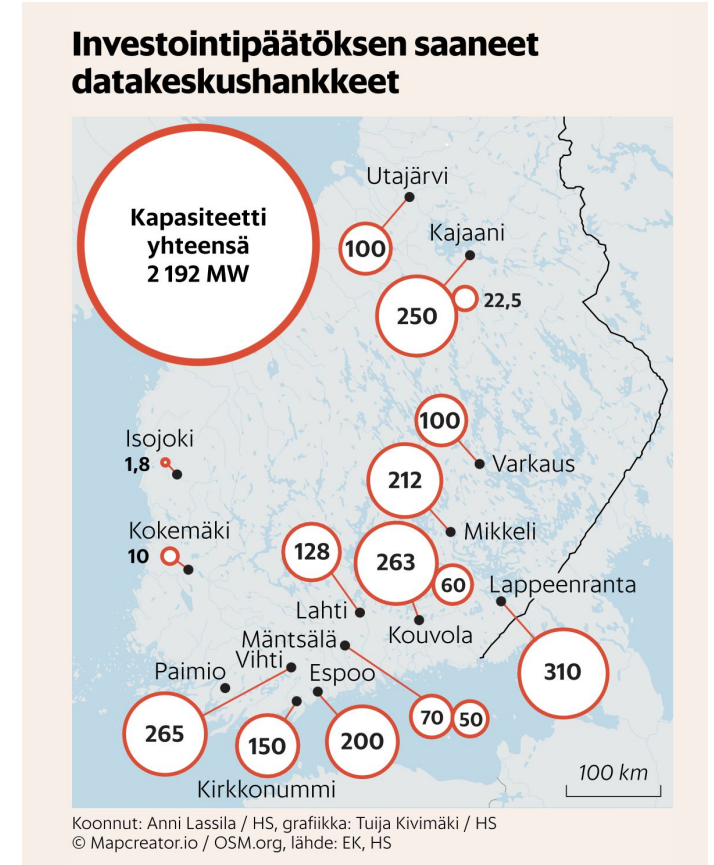 Investointipäätöksen saaneet
datakeskushankkeet
Kapasiteetti
yhteensä
2 192 MW
Utajärvi
100
Kajaani
250
22,5
Isojoki
1,8
100
Varkaus
212
Mikkeli
Kokemäki
10
128
Lahti
263
60
Kouvola
Lappeenranta
310
Mäntsälä
70
50
Vihti
265
Paimio
Espoo
200
150
Kirkkonummi
100 km
Koonnut: Anni Lassila / HS, grafiikka: Tuija Kivimäki / HS
© Mapcreator.io / OSM.org, lähde: EK, HS